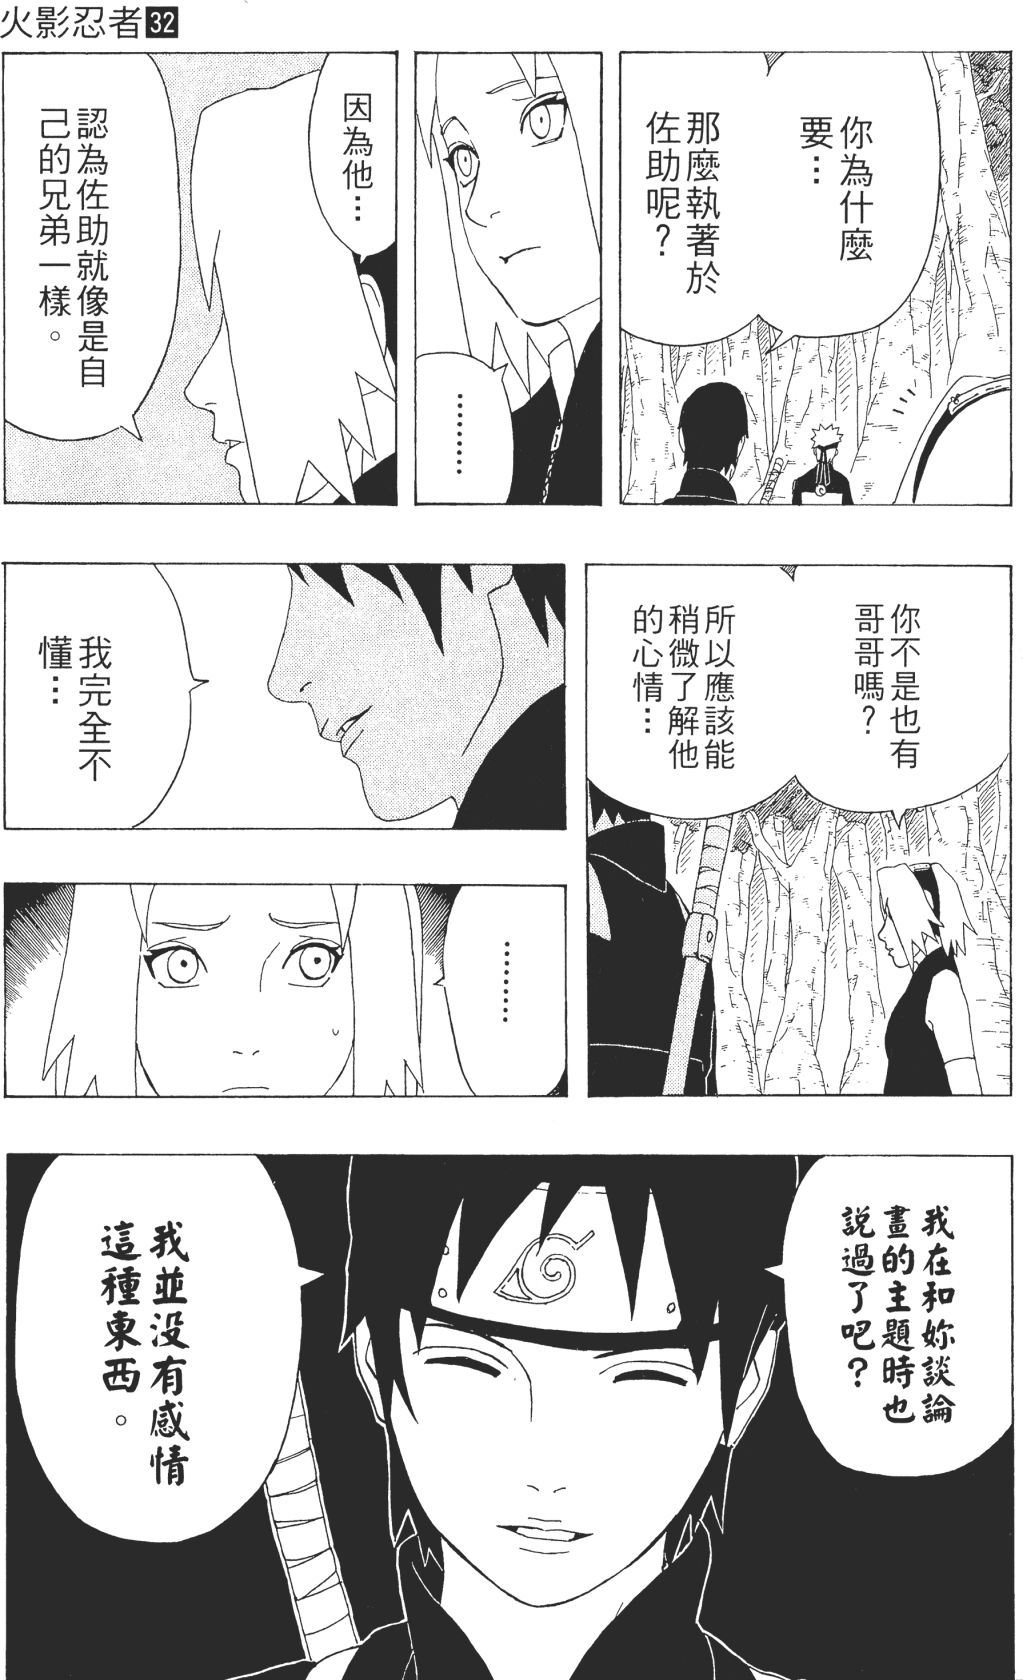 火影忍者32
你為什麼
要…
那麼執著於
佐助呢？
………
因為他…
認為佐助就像是自
己的兄弟一樣。
你不是也有
哥哥嗎？
所以應該能
稍微了解他
的心情…
我完全不
懂…
………
我在和妳談論
畫的主題時也
說過了吧？
我並沒有感情
這種東西。